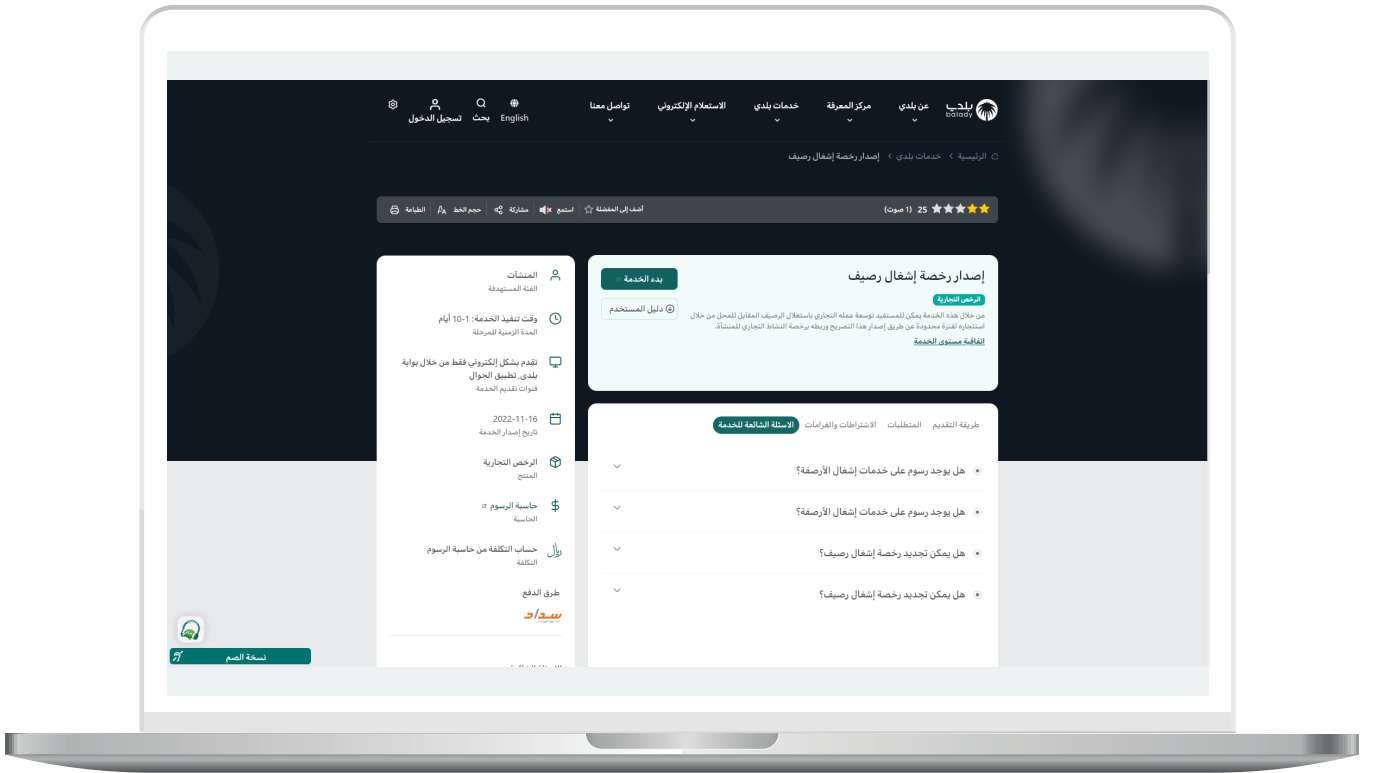 بلدي
balady
عن بلدي
مركز المعرفة
خدمات بلدي
الاستعلام الإلكتروني
تواصل معنا
English
بحث
تسجيل الدخول
الرئيسية > خدمات بلدي > إصدار رخصة إشغال رصيف
25 (1 صوت)
أضف إلى المفضلة
استمع
مشاركة
حجم الخط
الطباعة
إصدار رخصة إشغال رصيف
الرخص التجارية
من خلال هذه الخدمة يمكن للمستفيد توسعة عمله التجاري باستغلال الرصيف المقابل للمحل من خلال
استئجاره لفترة محدودة عن طريق إصدار هذا التصريح وربطه برخصة النشاط التجاري للمنشأة.
اتفاقية مستوى الخدمة
بدء الخدمة
دليل المستخدم
طريقة التقديم
المتطلبات
الاشتراطات والغرامات
الاسئلة الشائعة للخدمة
هل يوجد رسوم على خدمات إشغال الأرصفة؟
هل يوجد رسوم على خدمات إشغال الأرصفة؟
هل يمكن تجديد رخصة إشغال رصيف؟
هل يمكن تجديد رخصة إشغال رصيف؟
المنشآت
الفئة المستهدفة
وقت تنفيذ الخدمة: 1-10 أيام
المدة الزمنية للمرحلة
تقدم بشكل إلكتروني فقط من خلال بوابة
بلدي, تطبيق الجوال
قنوات تقديم الخدمة
2022-11-16
تاريخ إصدار الخدمة
الرخص التجارية
المنتج
حاسبة الرسوم
الحاسبة
حساب التكلفة من حاسبة الرسوم
التكلفة
طرق الدفع
سداد
نسخة الصم